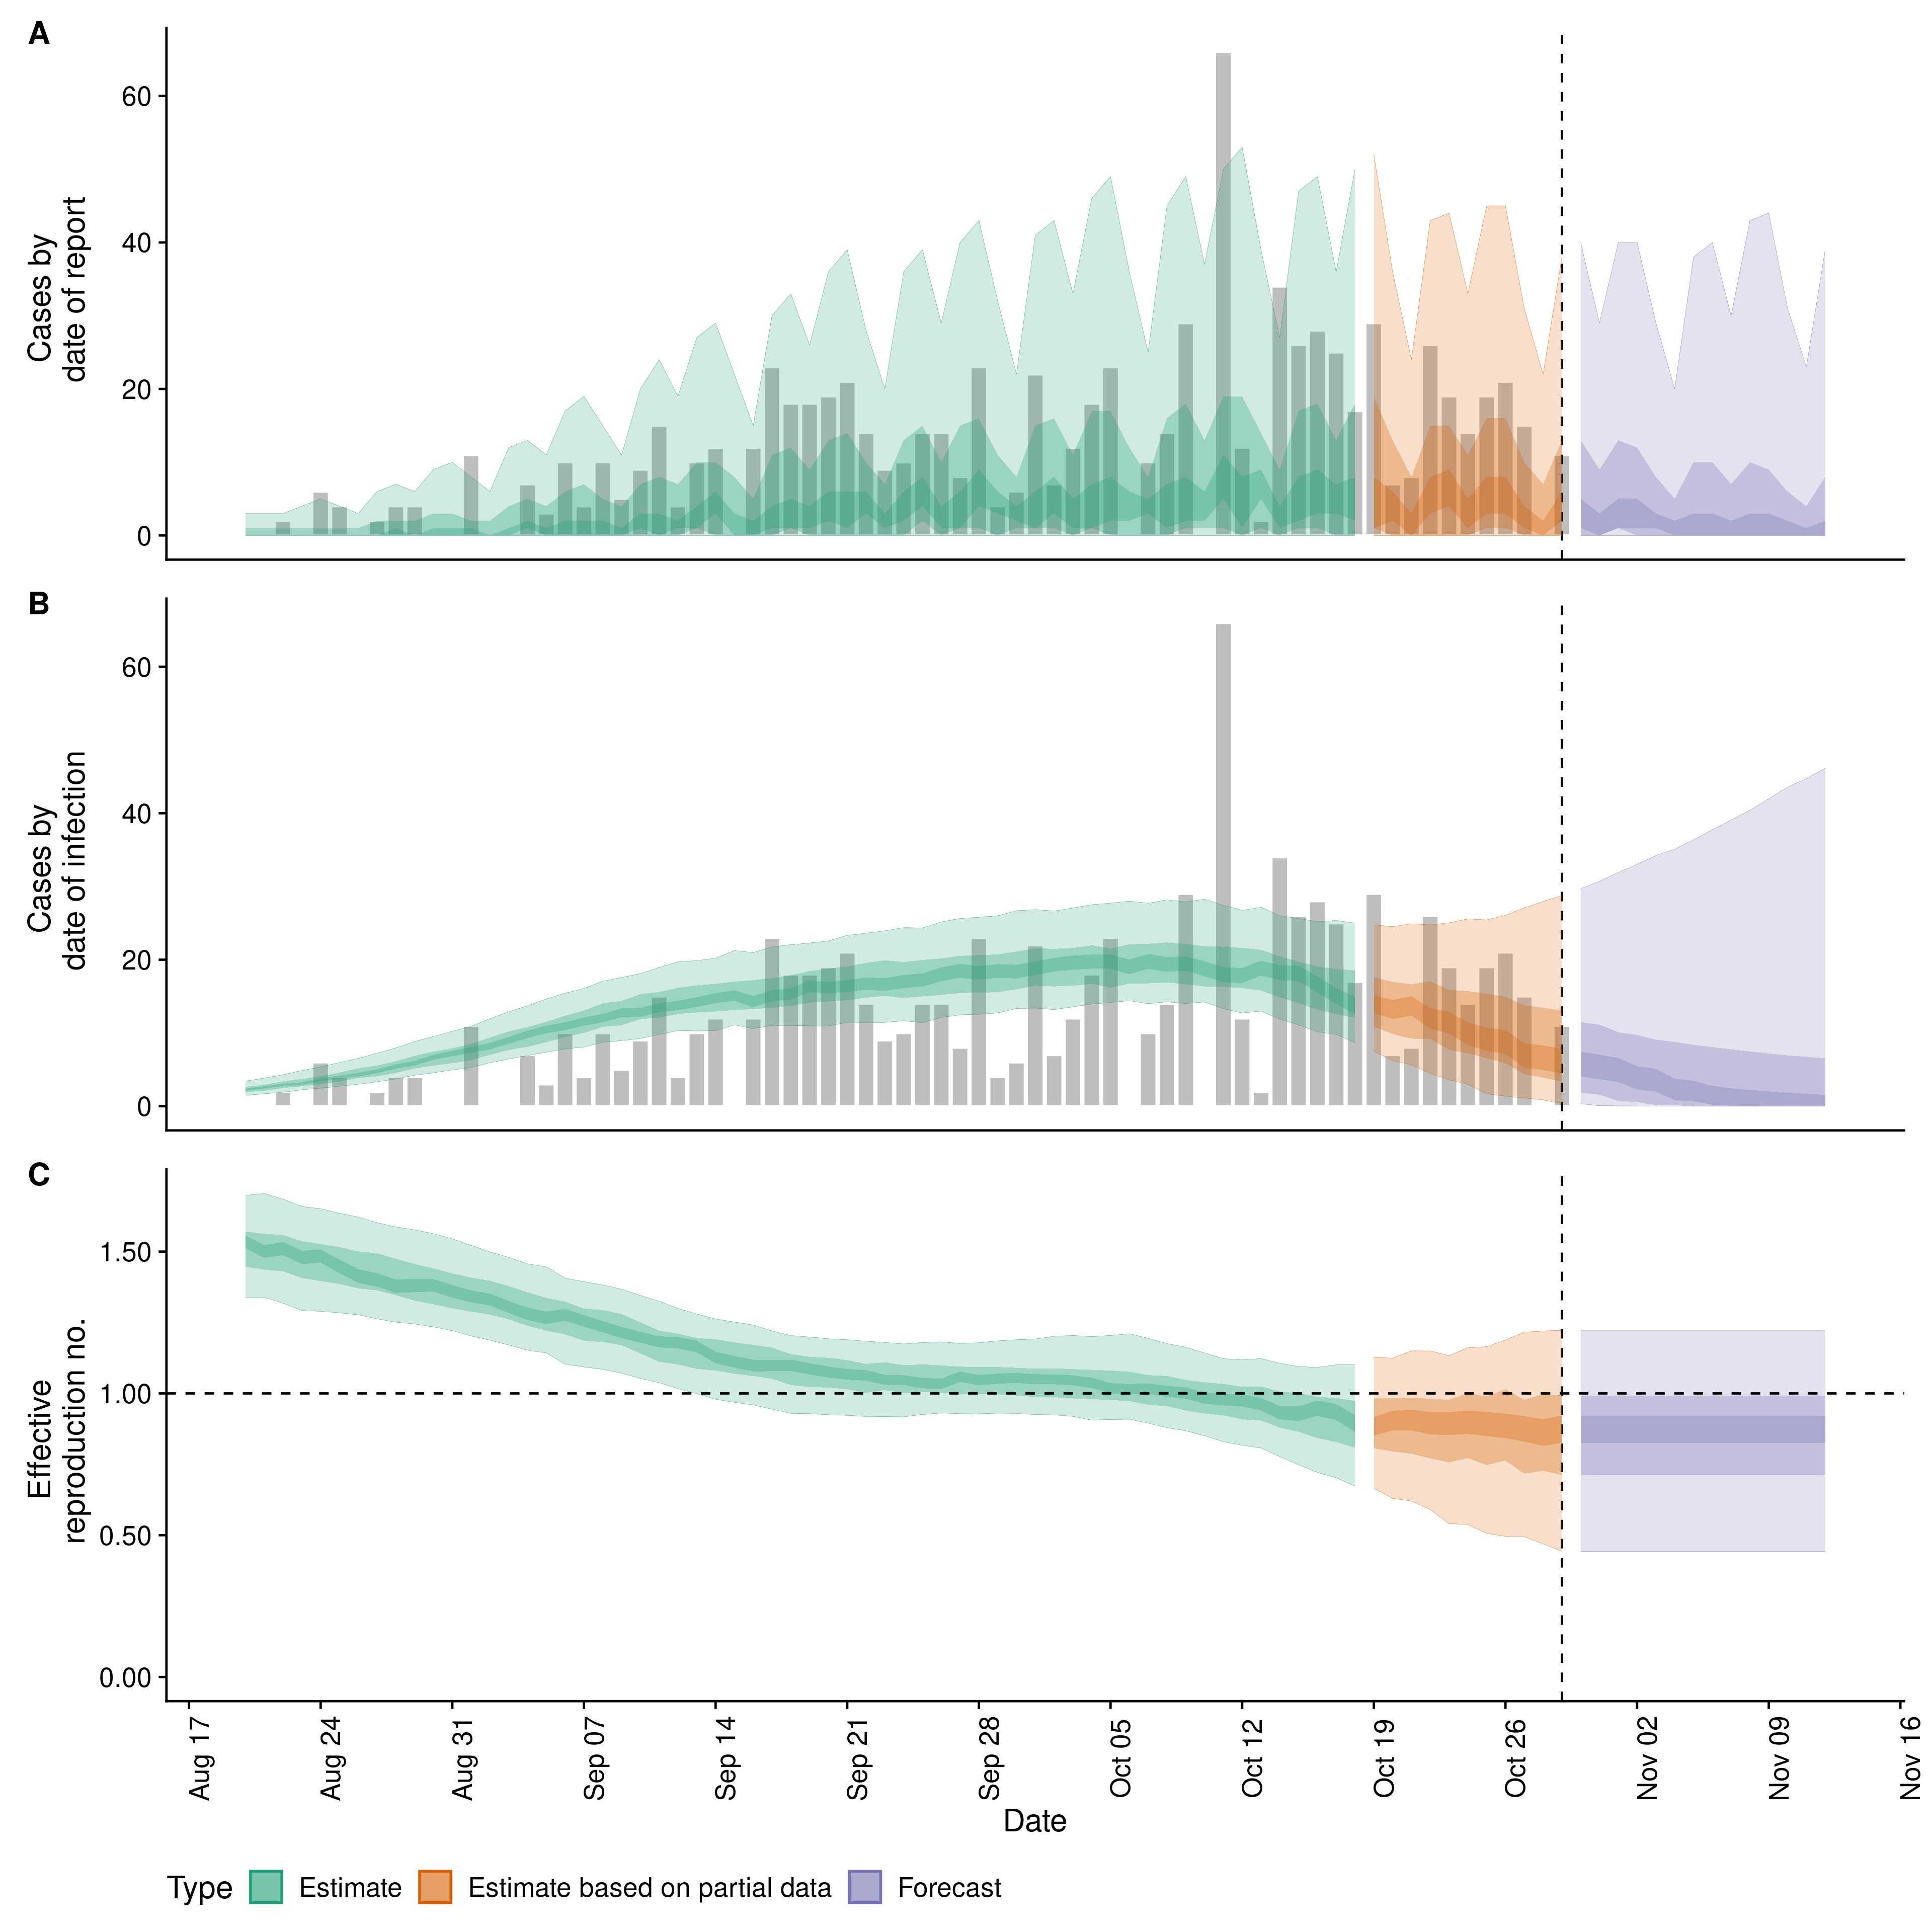 A
Cases by
date of report
60
40
20
0
B
Cases by
date of infection
60
40
20
0
C
Effective
reproduction no.
1.50
1.00
0.50
0.00
Aug 17
Aug 24
Aug 31
Sep 07
Sep 14
Sep 21
Sep 28
Oct 05
Oct 12
Oct 19
Oct 26
Nov 02
Nov 09
Nov 16
Date
Type Estimate Estimate based on partial data Forecast